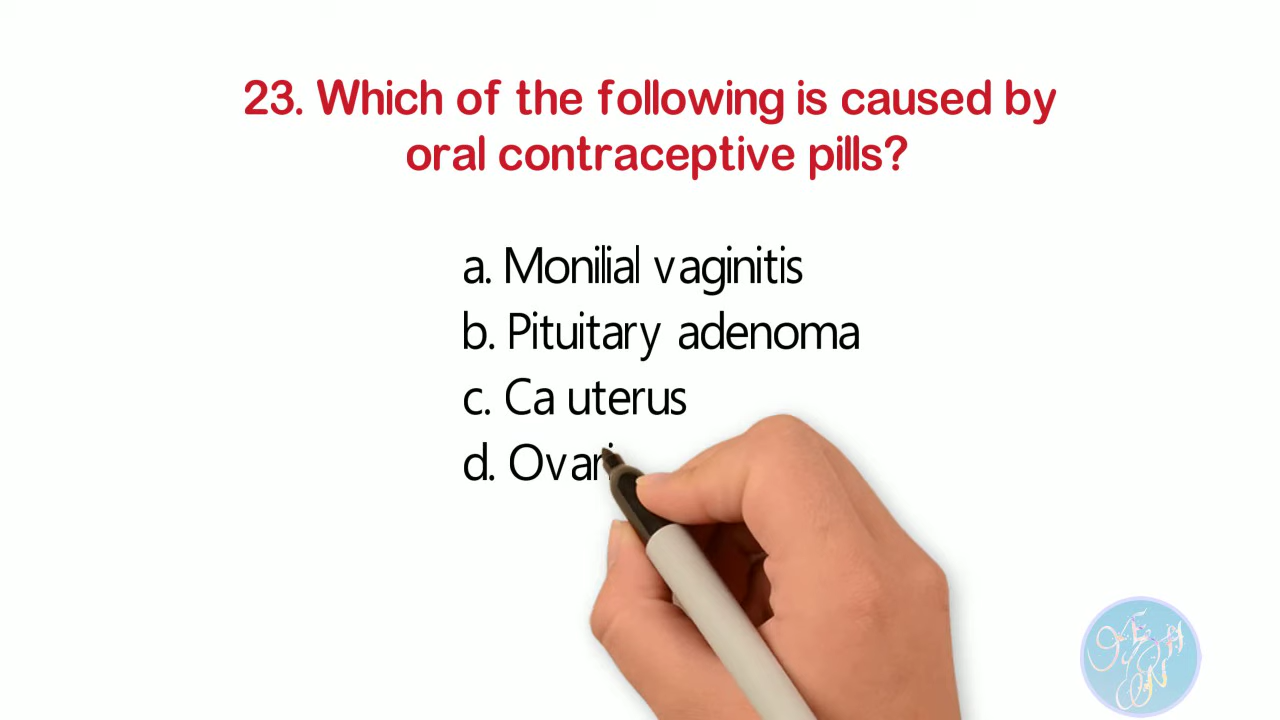 23. Which of the following is caused by
oral contraceptive pills?
a. Monilial vaginitis
b. Pituitary adenoma
c. Ca uterus
d. Ovari